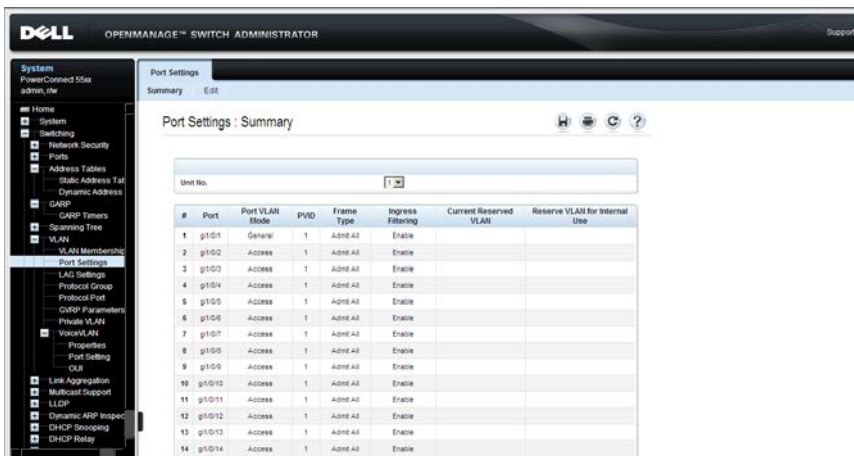 DELL
OPENMANAGE™ SWITCH ADMINISTRATOR
Support
System
PowerConnect 55xx
admin, r/w
Home
System
Switching
Network Security
Ports
Address Tables
Static Address Tab
Dynamic Address
GARP
GARP Timers
Spanning Tree
VLAN
VLAN Membership
Port Settings
LAG Settings
Protocol Group
Protocol Port
GVRP Parameters
Private VLAN
VoiceVLAN
Properties
Port Setting
OUI
Link Aggregation
Multicast Support
LLDP
Dynamic ARP Inspec
DHCP Snooping
DHCP Relay
Port Settings
Summary Edit
Port Settings : Summary
Unit No. 1
# Port Port VLAN Mode PVID Frame Type Ingress Filtering Current Reserved VLAN Reserve VLAN for Internal Use
1 gi1/0/1 General 1 Admit All Enable
2 gi1/0/2 Access 1 Admit All Enable
3 gi1/0/3 Access 1 Admit All Enable
4 gi1/0/4 Access 1 Admit All Enable
5 gi1/0/5 Access 1 Admit All Enable
6 gi1/0/6 Access 1 Admit All Enable
7 gi1/0/7 Access 1 Admit All Enable
8 gi1/0/8 Access 1 Admit All Enable
9 gi1/0/9 Access 1 Admit All Enable
10 gi1/0/10 Access 1 Admit All Enable
11 gi1/0/11 Access 1 Admit All Enable
12 gi1/0/12 Access 1 Admit All Enable
13 gi1/0/13 Access 1 Admit All Enable
14 gi1/0/14 Access 1 Admit All Enable